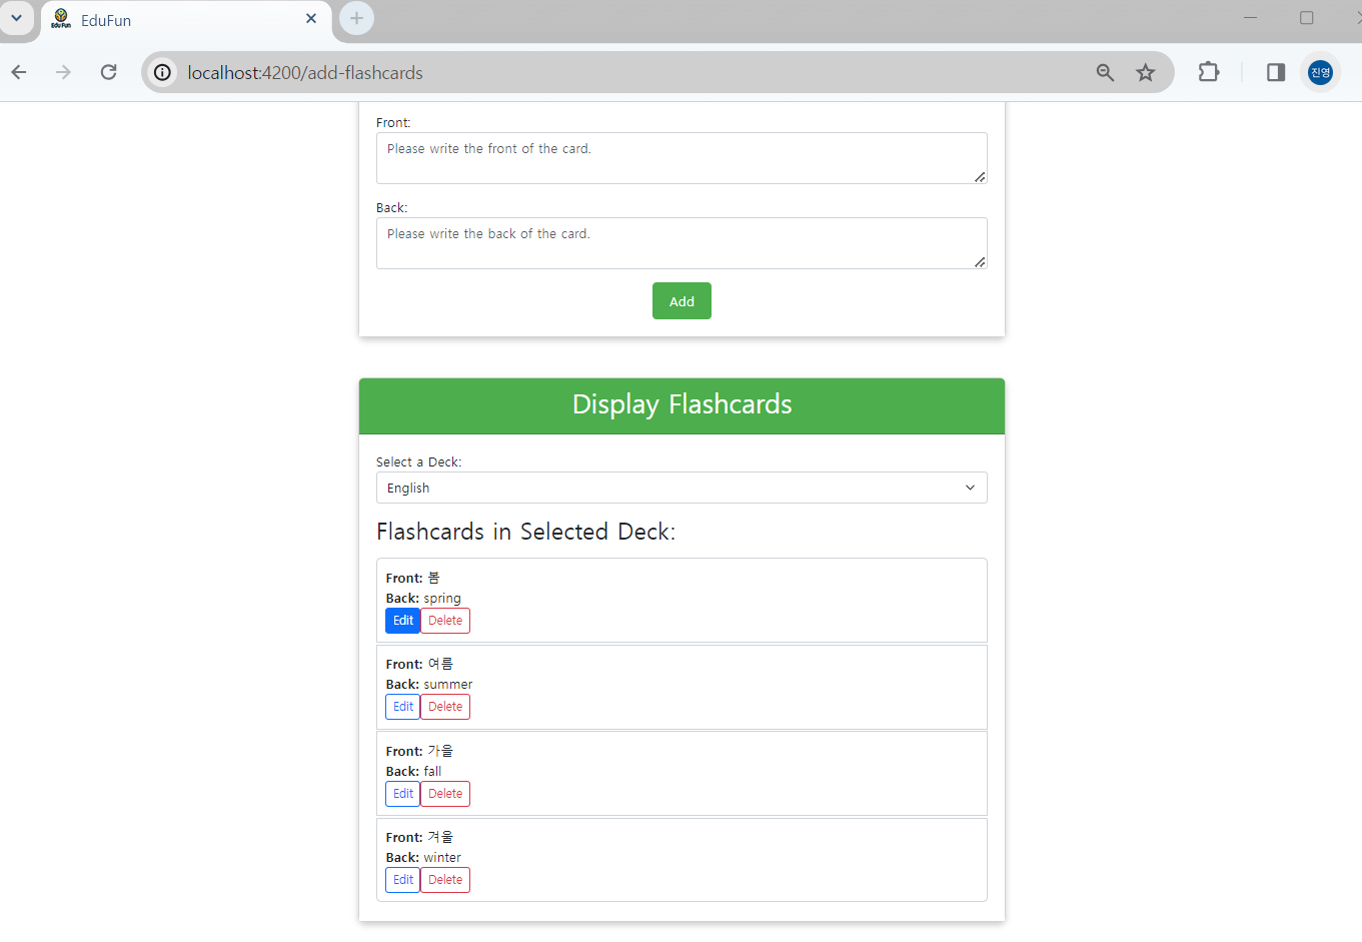 EduFun
Edu Fun
localhost:4200/add-flashcards
진영
Front:
Please write the front of the card.
Back:
Please write the back of the card.
Add
Display Flashcards
Select a Deck:
English
Flashcards in Selected Deck:
Front: 봄
Back: spring
Edit Delete
Front: 여름
Back: summer
Edit Delete
Front: 가을
Back: fall
Edit Delete
Front: 겨울
Back: winter
Edit Delete